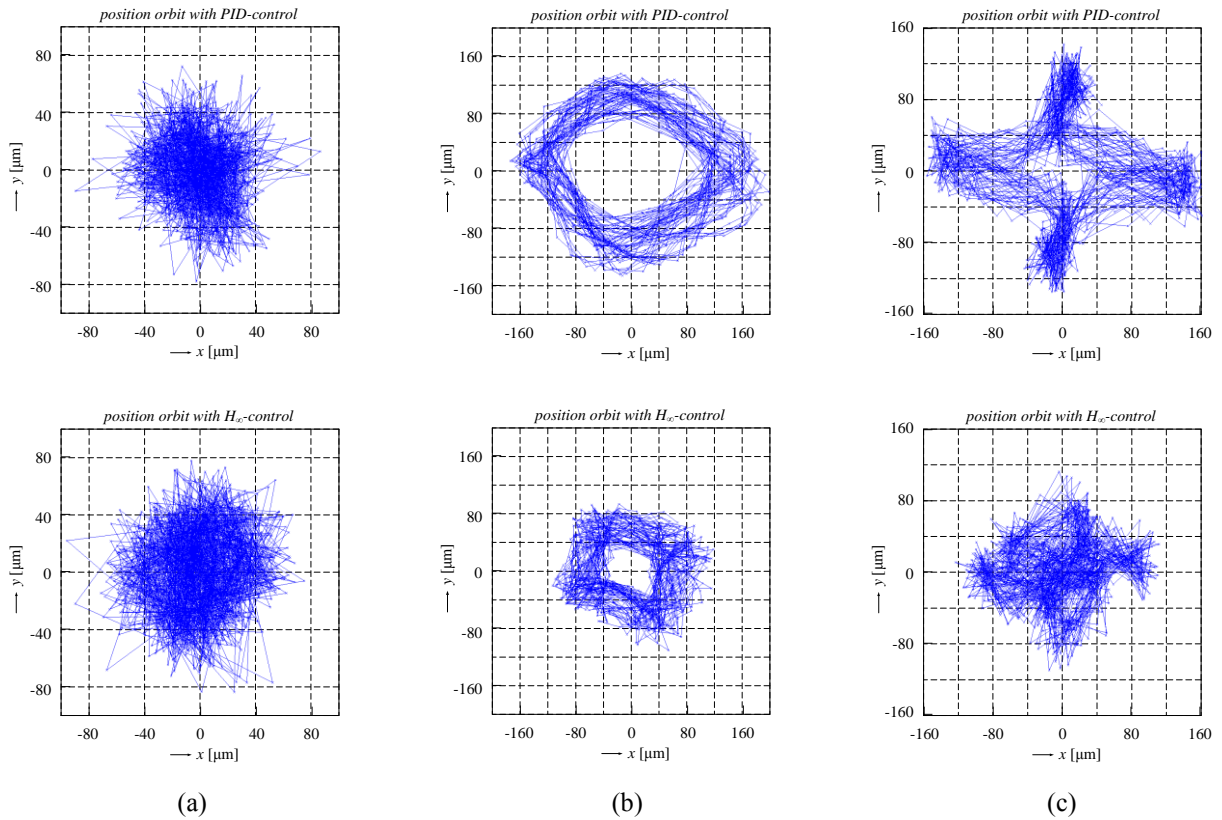 position orbit with PID-control
80
40
0
-40
-80
→ y [μm]
-80 -40 0 40 80
→ x [μm]
position orbit with PID-control
160
80
0
-80
-160
→ y [μm]
-160 -80 0 80 160
→ x [μm]
position orbit with PID-control
160
80
0
-80
-160
→ y [μm]
-160 -80 0 80 160
→ x [μm]
position orbit with H∞-control
80
40
0
-40
-80
→ y [μm]
-80 -40 0 40 80
→ x [μm]
(a)
position orbit with H∞-control
160
80
0
-80
-160
→ y [μm]
-160 -80 0 80 160
→ x [μm]
(b)
position orbit with H∞-control
160
80
0
-80
-160
→ y [μm]
-160 -80 0 80 160
→ x [μm]
(c)